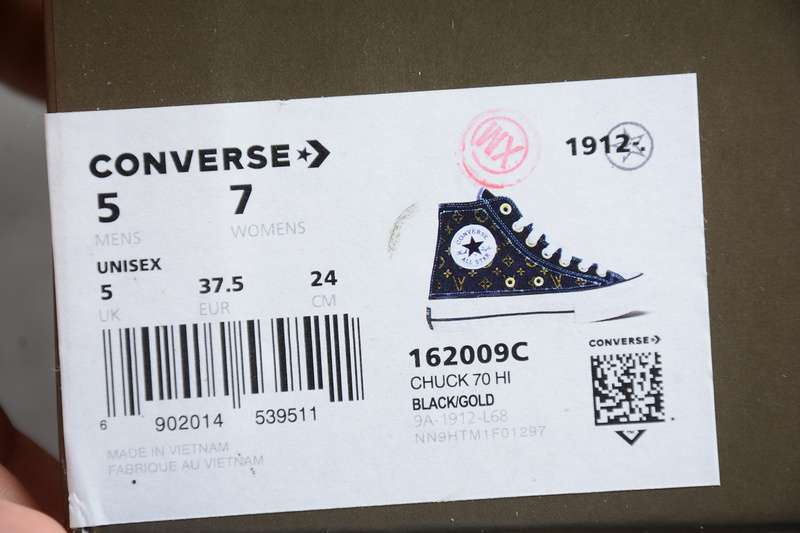 CONVERSE
5
7
MENS
WOMENS
UNISEX
5
37.5
24
UK
EUR
CM
6 902014 539511
MADE IN VIETNAM
FABRIQUE AU VIETNAM
WX
1912-.
CONVERSE
ALL STAR
162009C
CHUCK 70 HI
BLACK/GOLD
9A-1912-L68
NN9HTM1F01297
CONVERSE